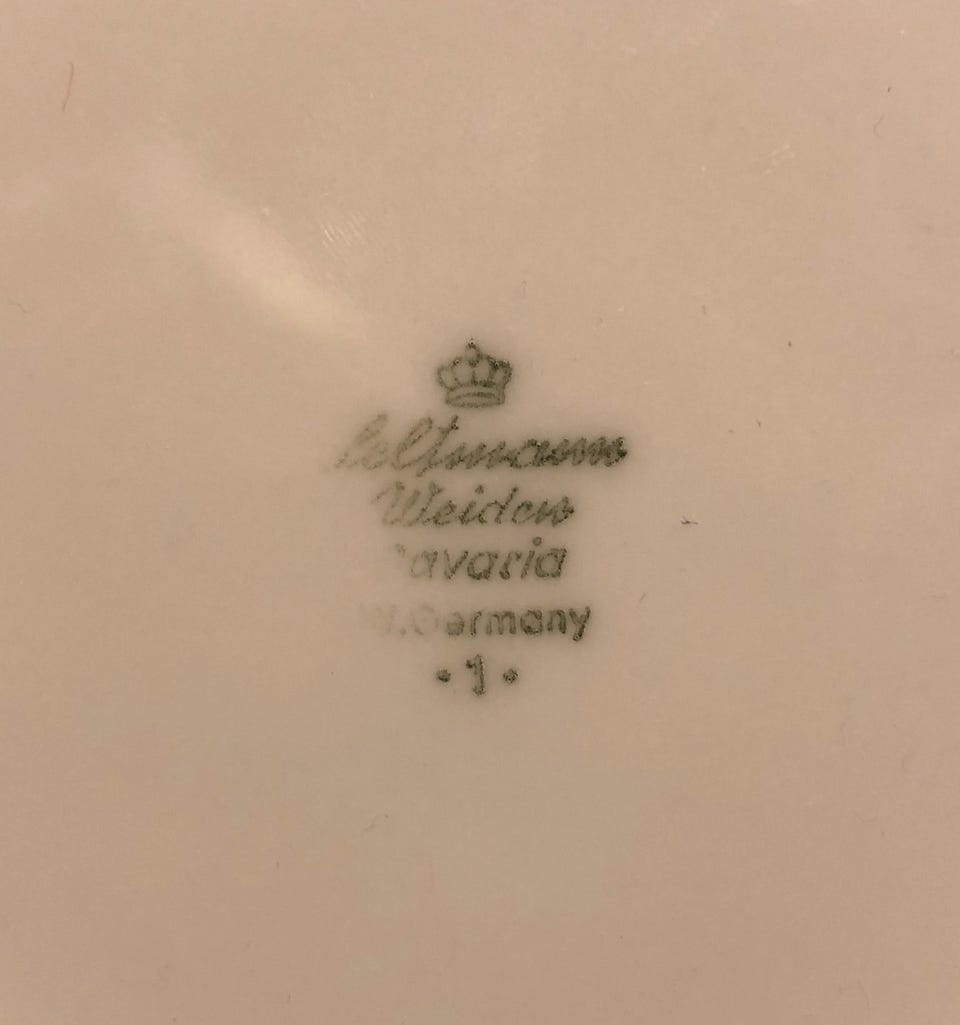 Seltmann
Weiden
Bavaria
W.Germany
• 1 •